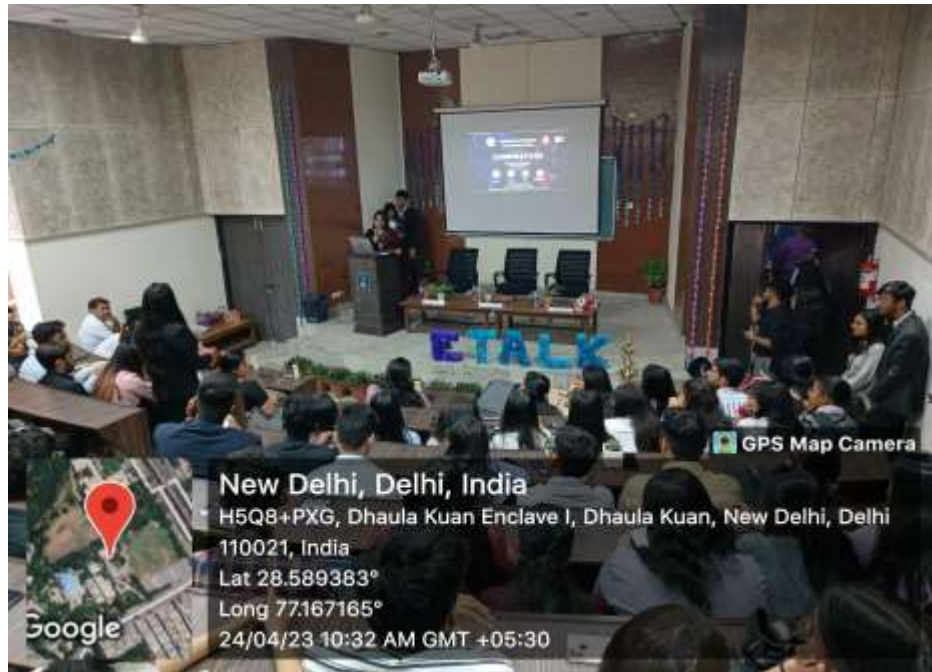 ETALK
GPS Map Camera
New Delhi, Delhi, India
H5Q8+PXG, Dhaula Kuan Enclave I, Dhaula Kuan, New Delhi, Delhi
110021, India
Lat 28.589383°
Long 77.167165°
24/04/23 10:32 AM GMT +05:30
Google